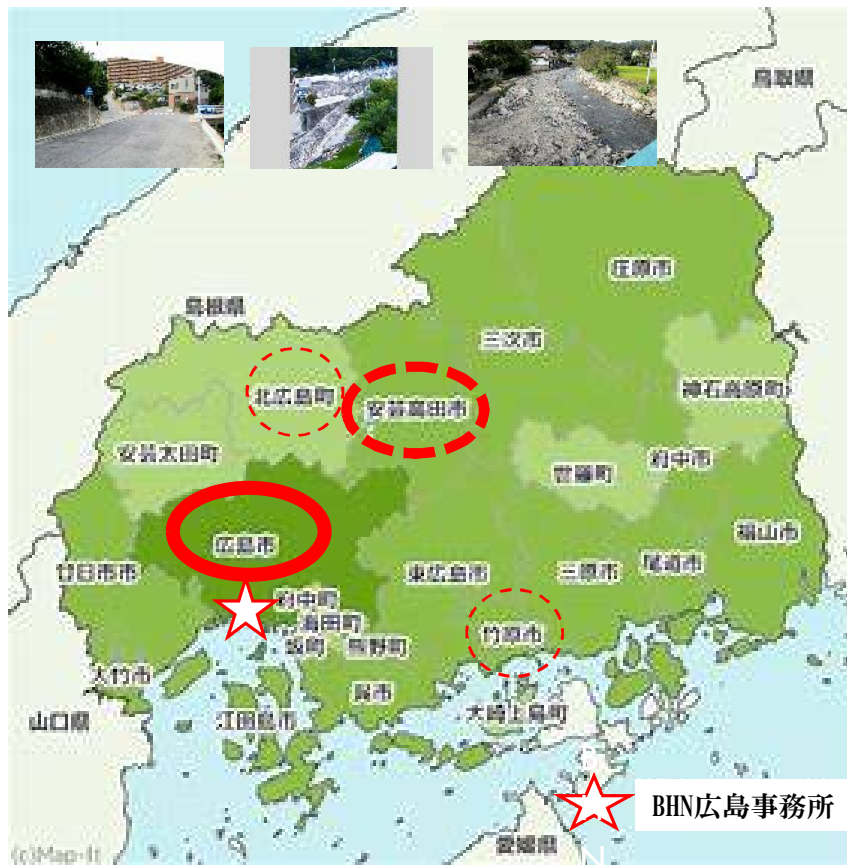 鳥取県
庄原市
島根県
三次市
北広島町
安芸高田市
神石高原町
安芸太田町
世羅町
府中市
広島市
福山市
廿日市市
東広島市
三原市
尾道市
府中町
海田町
坂町
熊野町
竹原市
大竹市
呉市
江田島市
大崎上島町
山口県
BHN広島事務所
愛媛県
(c)Map-It